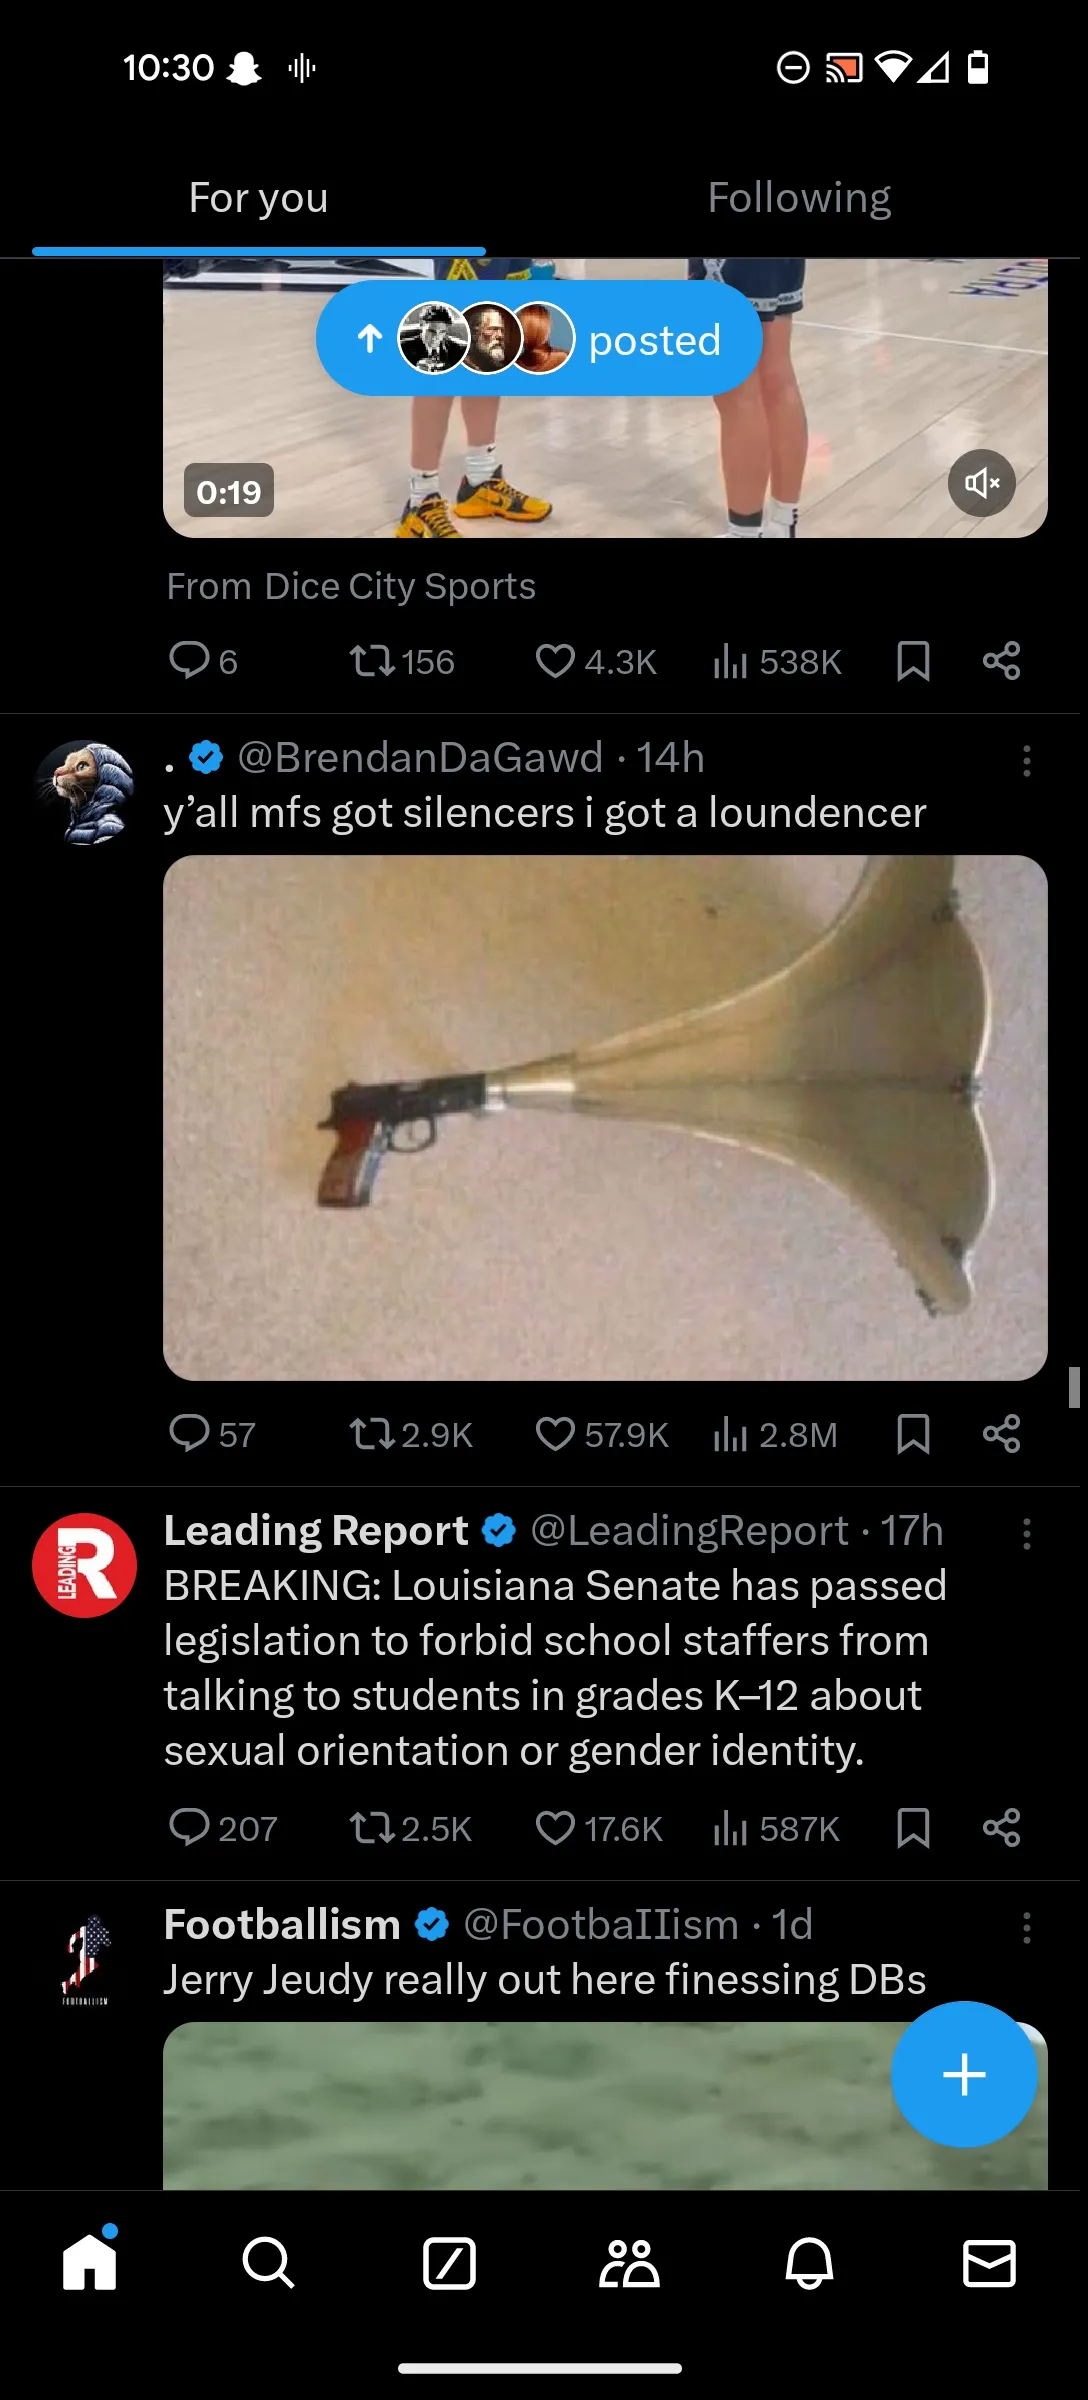 10:30
For you
Following
posted
0:19
From Dice City Sports
6
156
4.3K
538K
. @BrendanDaGawd · 14h
y’all mfs got silencers i got a loundencer
57
2.9K
57.9K
2.8M
LEADING R
Leading Report @LeadingReport · 17h
BREAKING: Louisiana Senate has passed
legislation to forbid school staffers from
talking to students in grades K–12 about
sexual orientation or gender identity.
207
2.5K
17.6K
587K
FOOTBALLISM
Footballism @FootbaIIism · 1d
Jerry Jeudy really out here finessing DBs